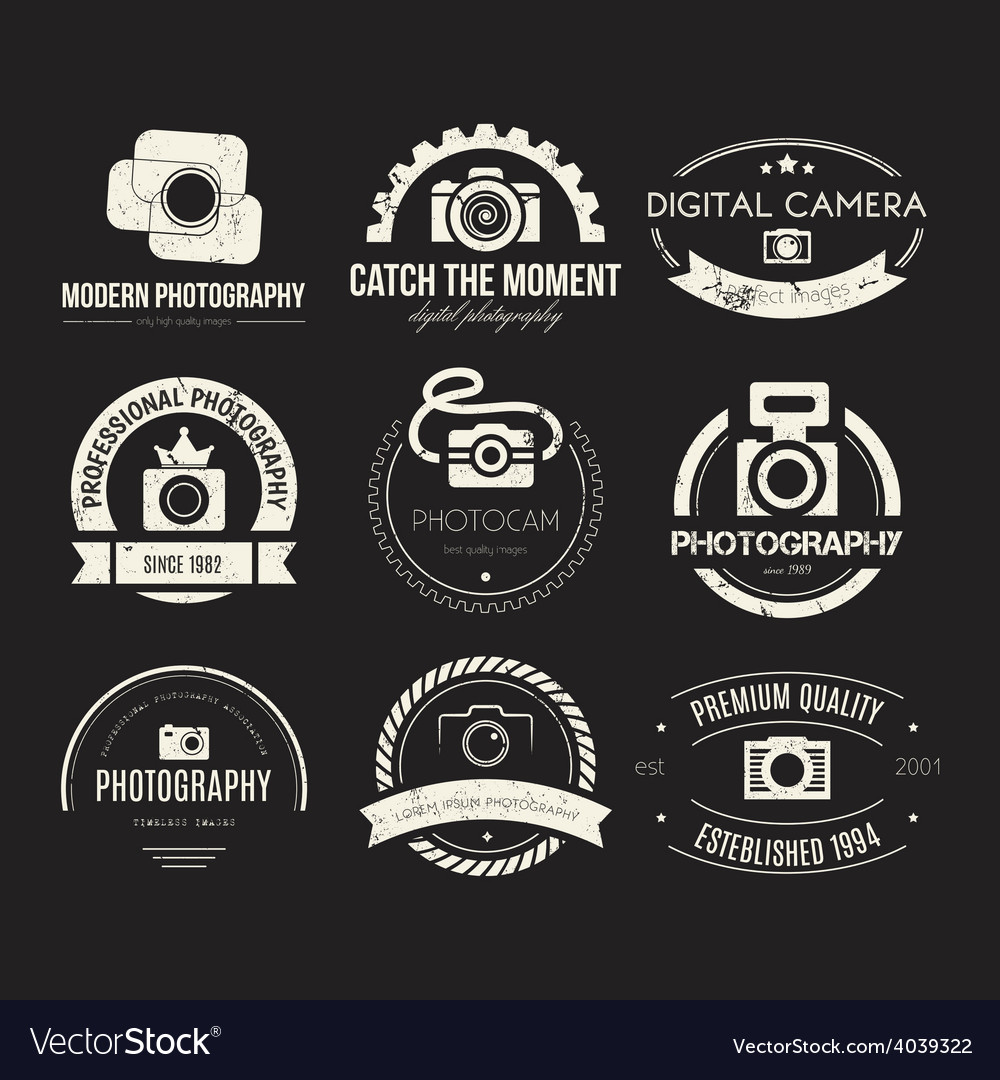 MODERN PHOTOGRAPHY
only high quality images
CATCH THE MOMENT
digital photography
DIGITAL CAMERA
perfect images
PROFESSIONAL PHOTOGRAPHY
SINCE 1982
PHOTOCAM
best quality images
PHOTOGRAPHY
since 1989
PROFESSIONAL PHOTOGRAPHY ASSOCIATION
PHOTOGRAPHY
TIMELESS IMAGES
LOREM IPSUM PHOTOGRAPHY
PREMIUM QUALITY
est 2001
ESTEBLISHED 1994
VectorStock®
VectorStock.com/4039322